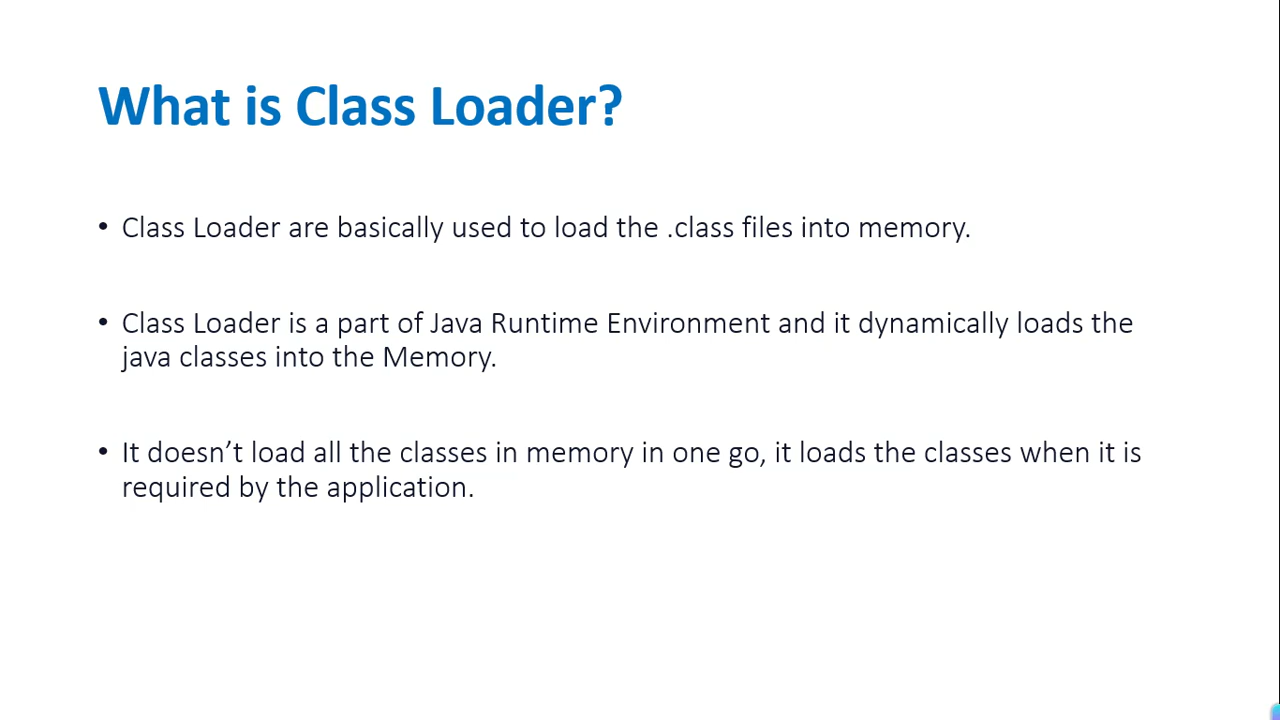 What is Class Loader?
• Class Loader are basically used to load the .class files into memory.
• Class Loader is a part of Java Runtime Environment and it dynamically loads the
java classes into the Memory.
• It doesn’t load all the classes in memory in one go, it loads the classes when it is
required by the application.